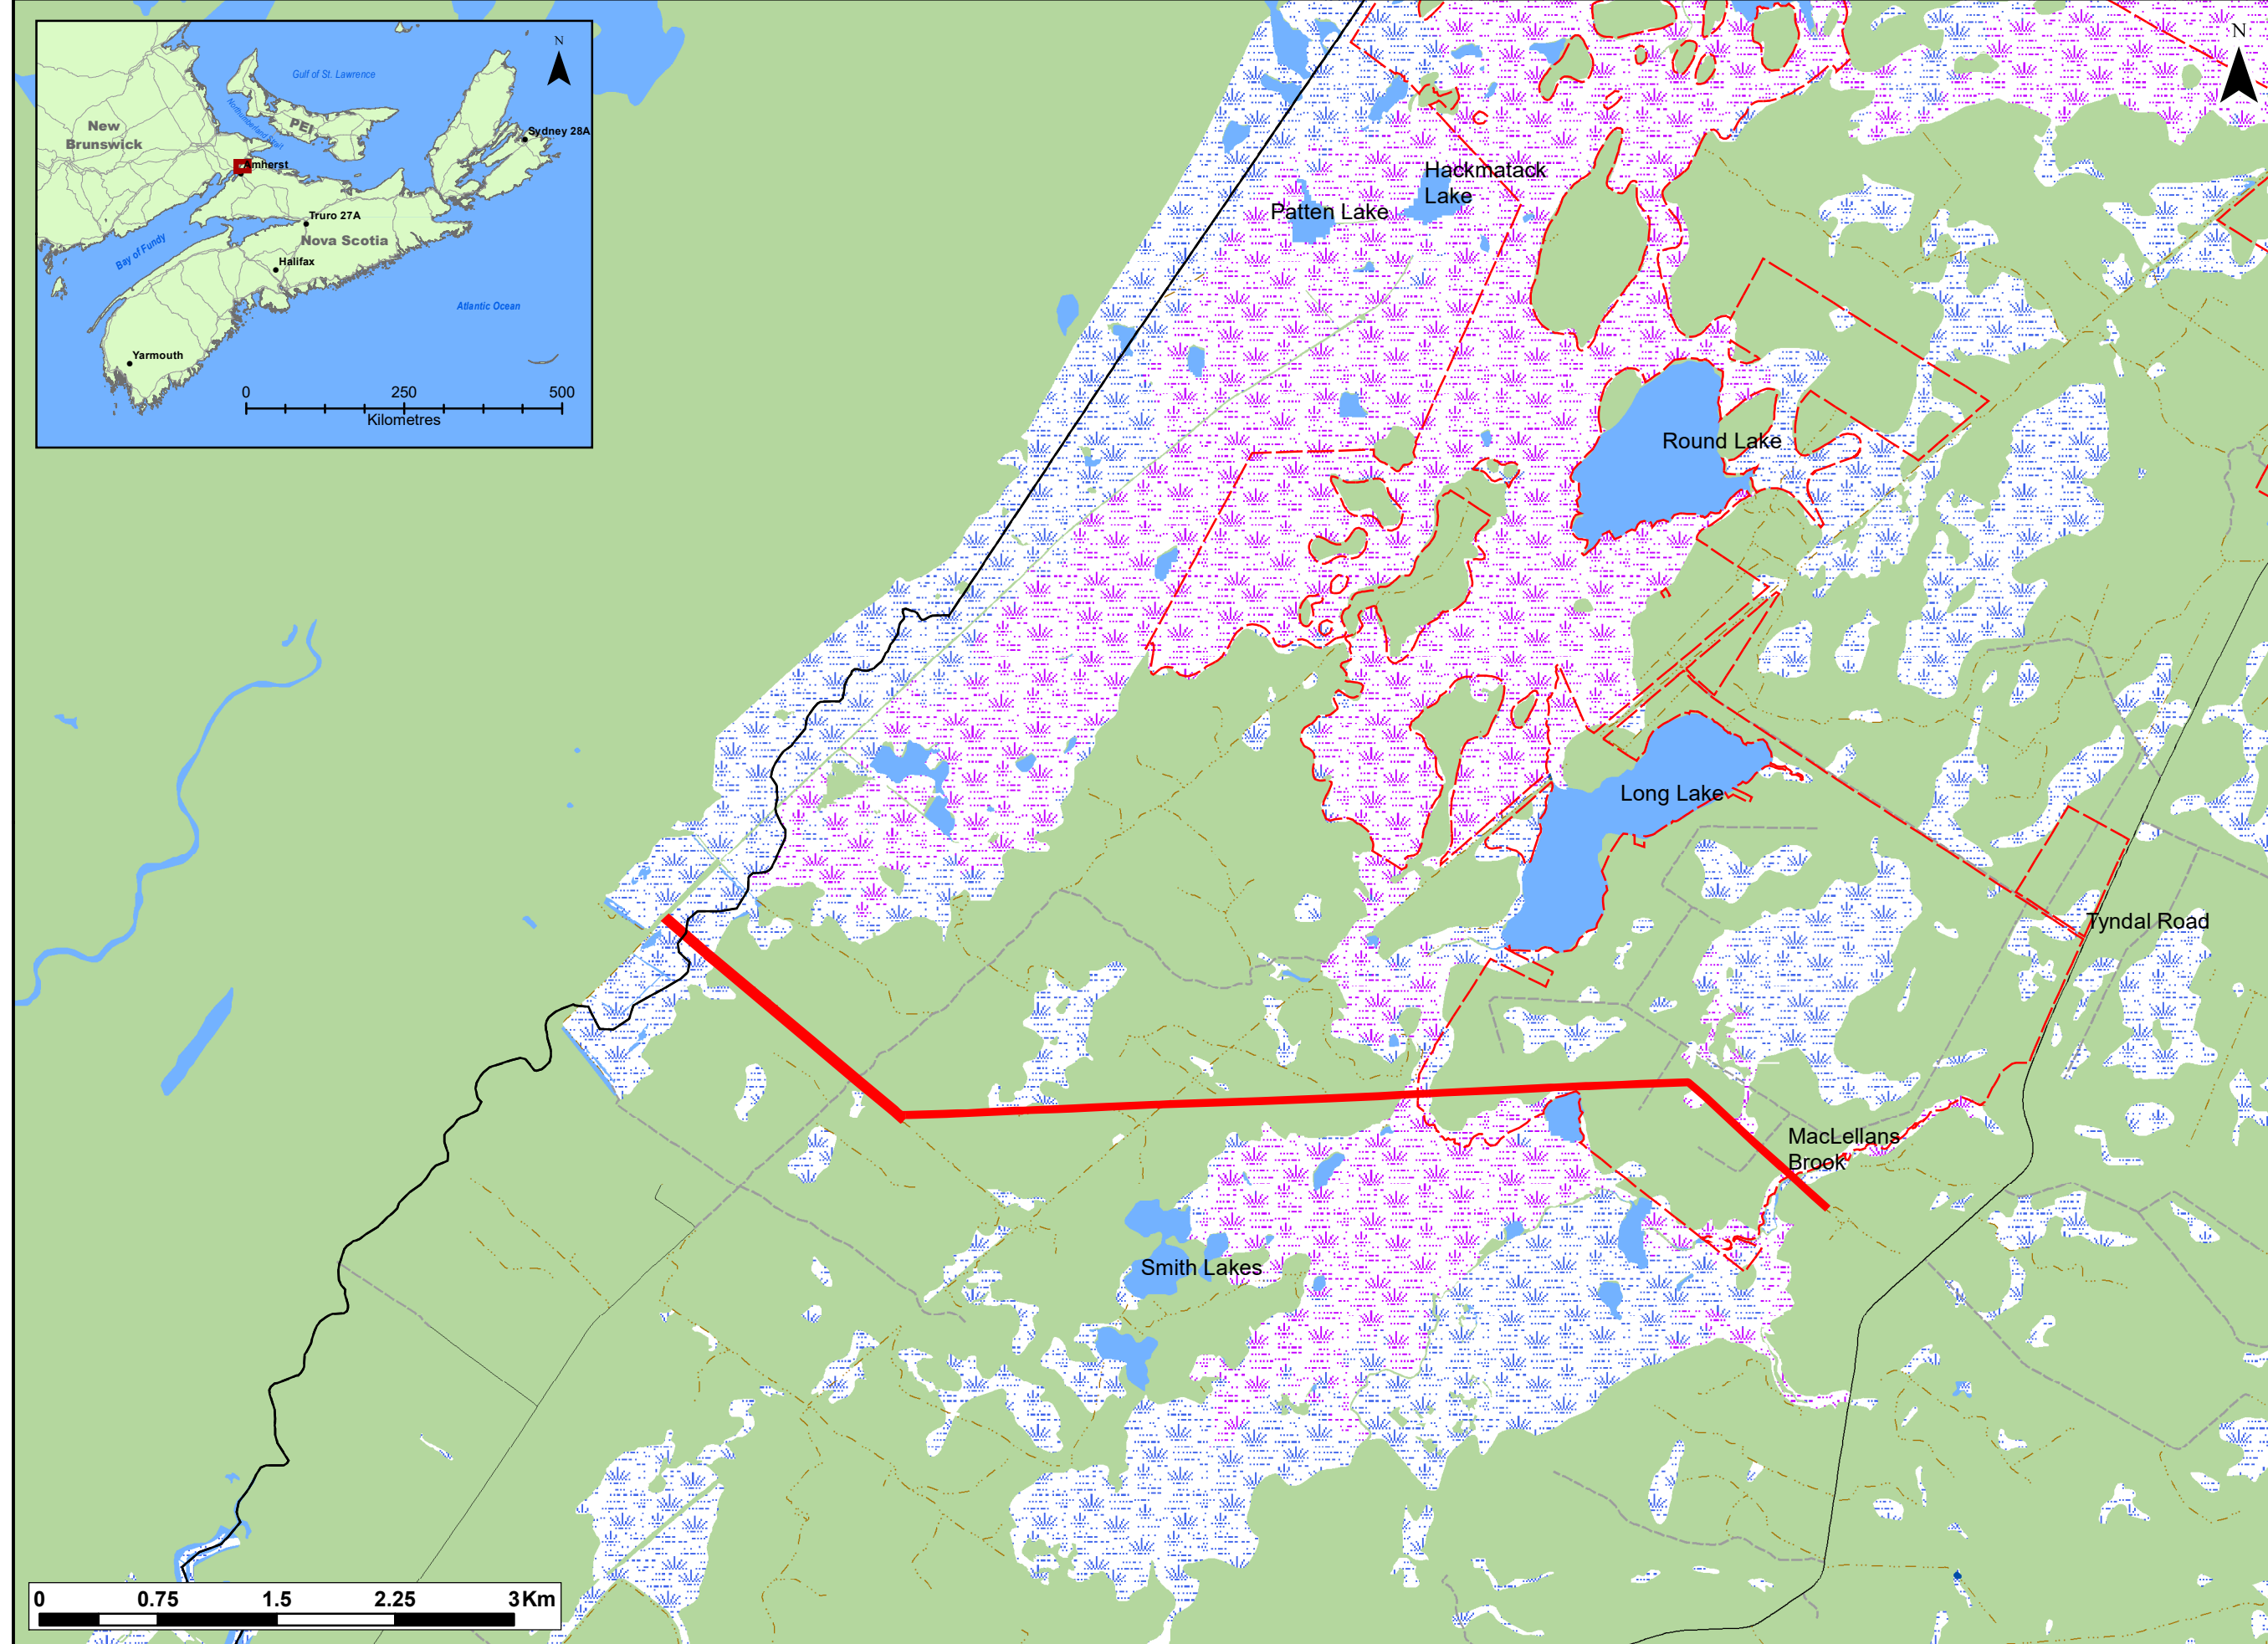 N
Gulf of St. Lawrence
New
Brunswick
Northumberland Strait
PEI
Sydney 28A
Amherst
Truro 27A
Nova Scotia
Bay of Fundy
Halifax
Atlantic Ocean
Yarmouth
0 250 500
Kilometres
N
Hackmatack
Lake
Patten Lake
Round Lake
Long Lake
Tyndal Road
MacLellans
Brook
Smith Lakes
0 0.75 1.5 2.25 3 Km